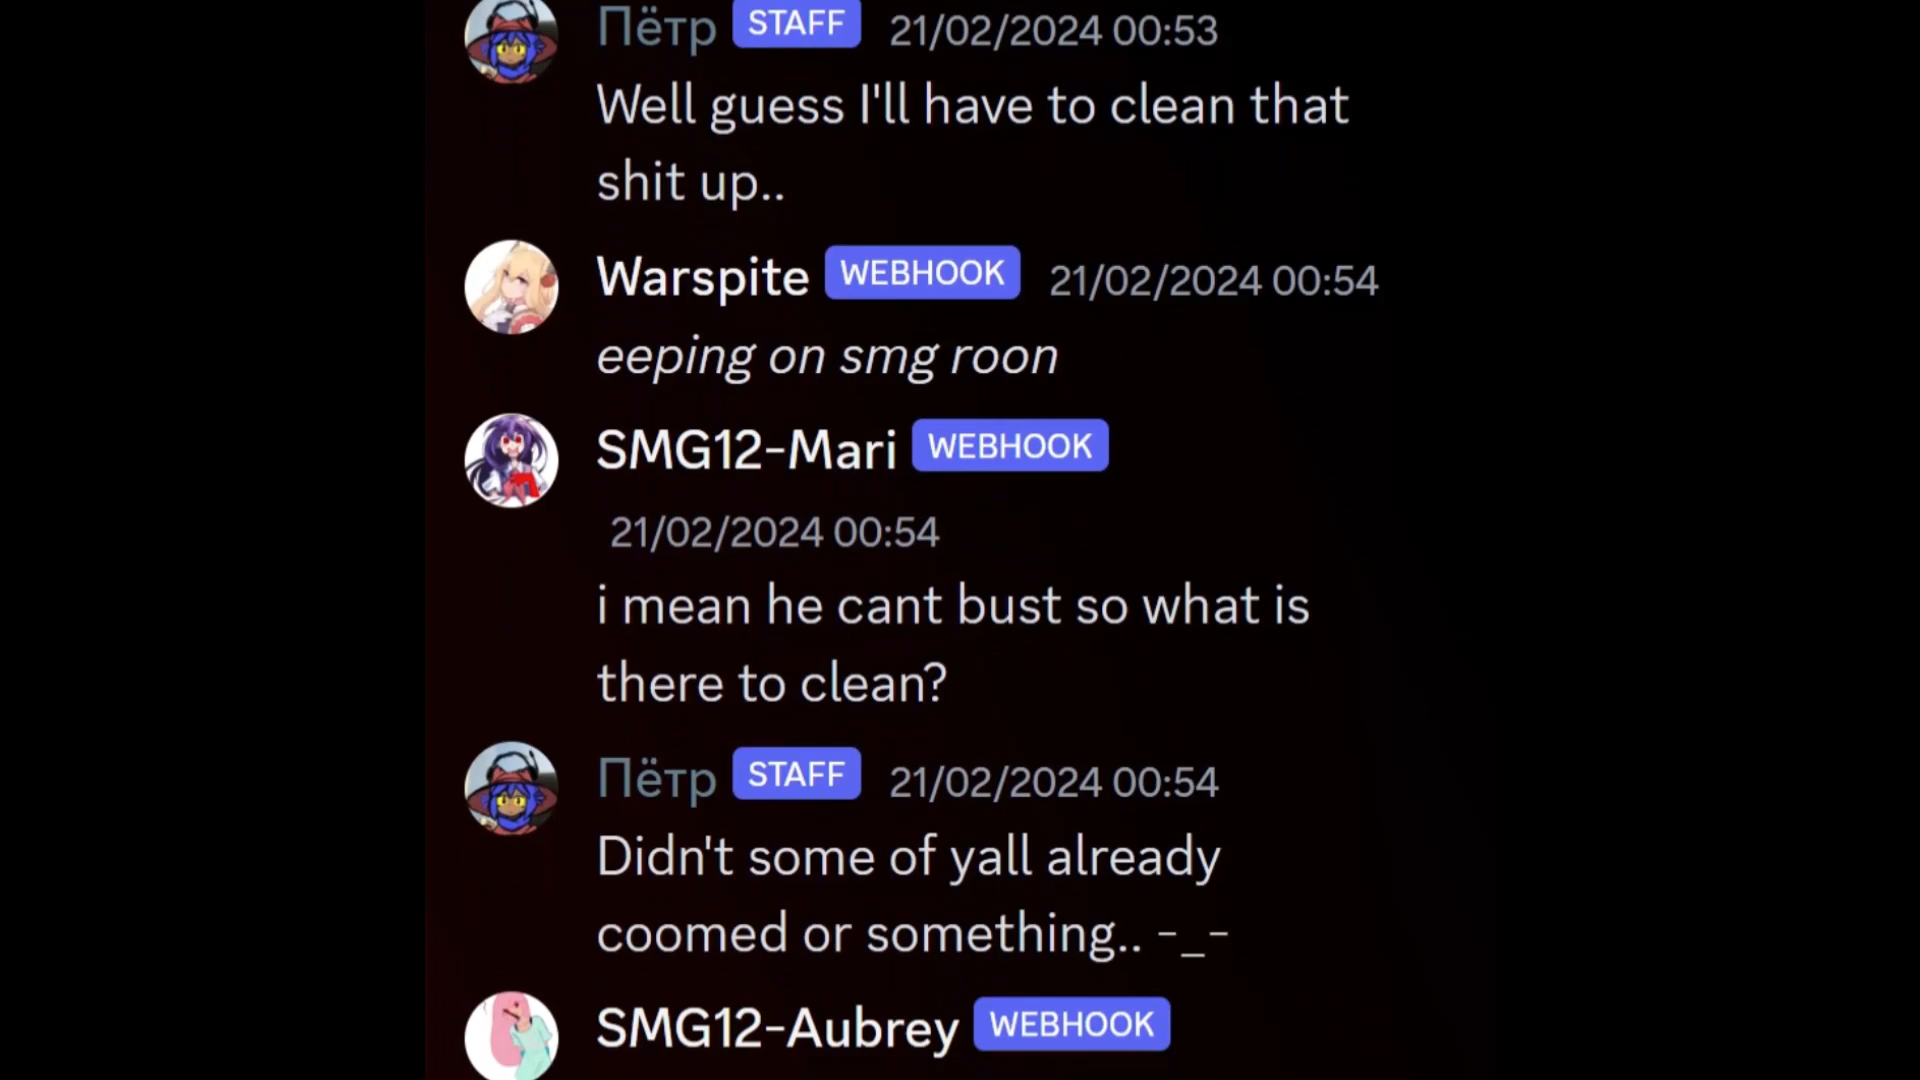 Пётр STAFF 21/02/2024 00:53
Well guess I'll have to clean that
shit up..
Warspite WEBHOOK 21/02/2024 00:54
eeping on smg roon
SMG12-Mari WEBHOOK
21/02/2024 00:54
i mean he cant bust so what is
there to clean?
Пётр STAFF 21/02/2024 00:54
Didn't some of yall already
coomed or something.. -_-
SMG12-Aubrey WEBHOOK